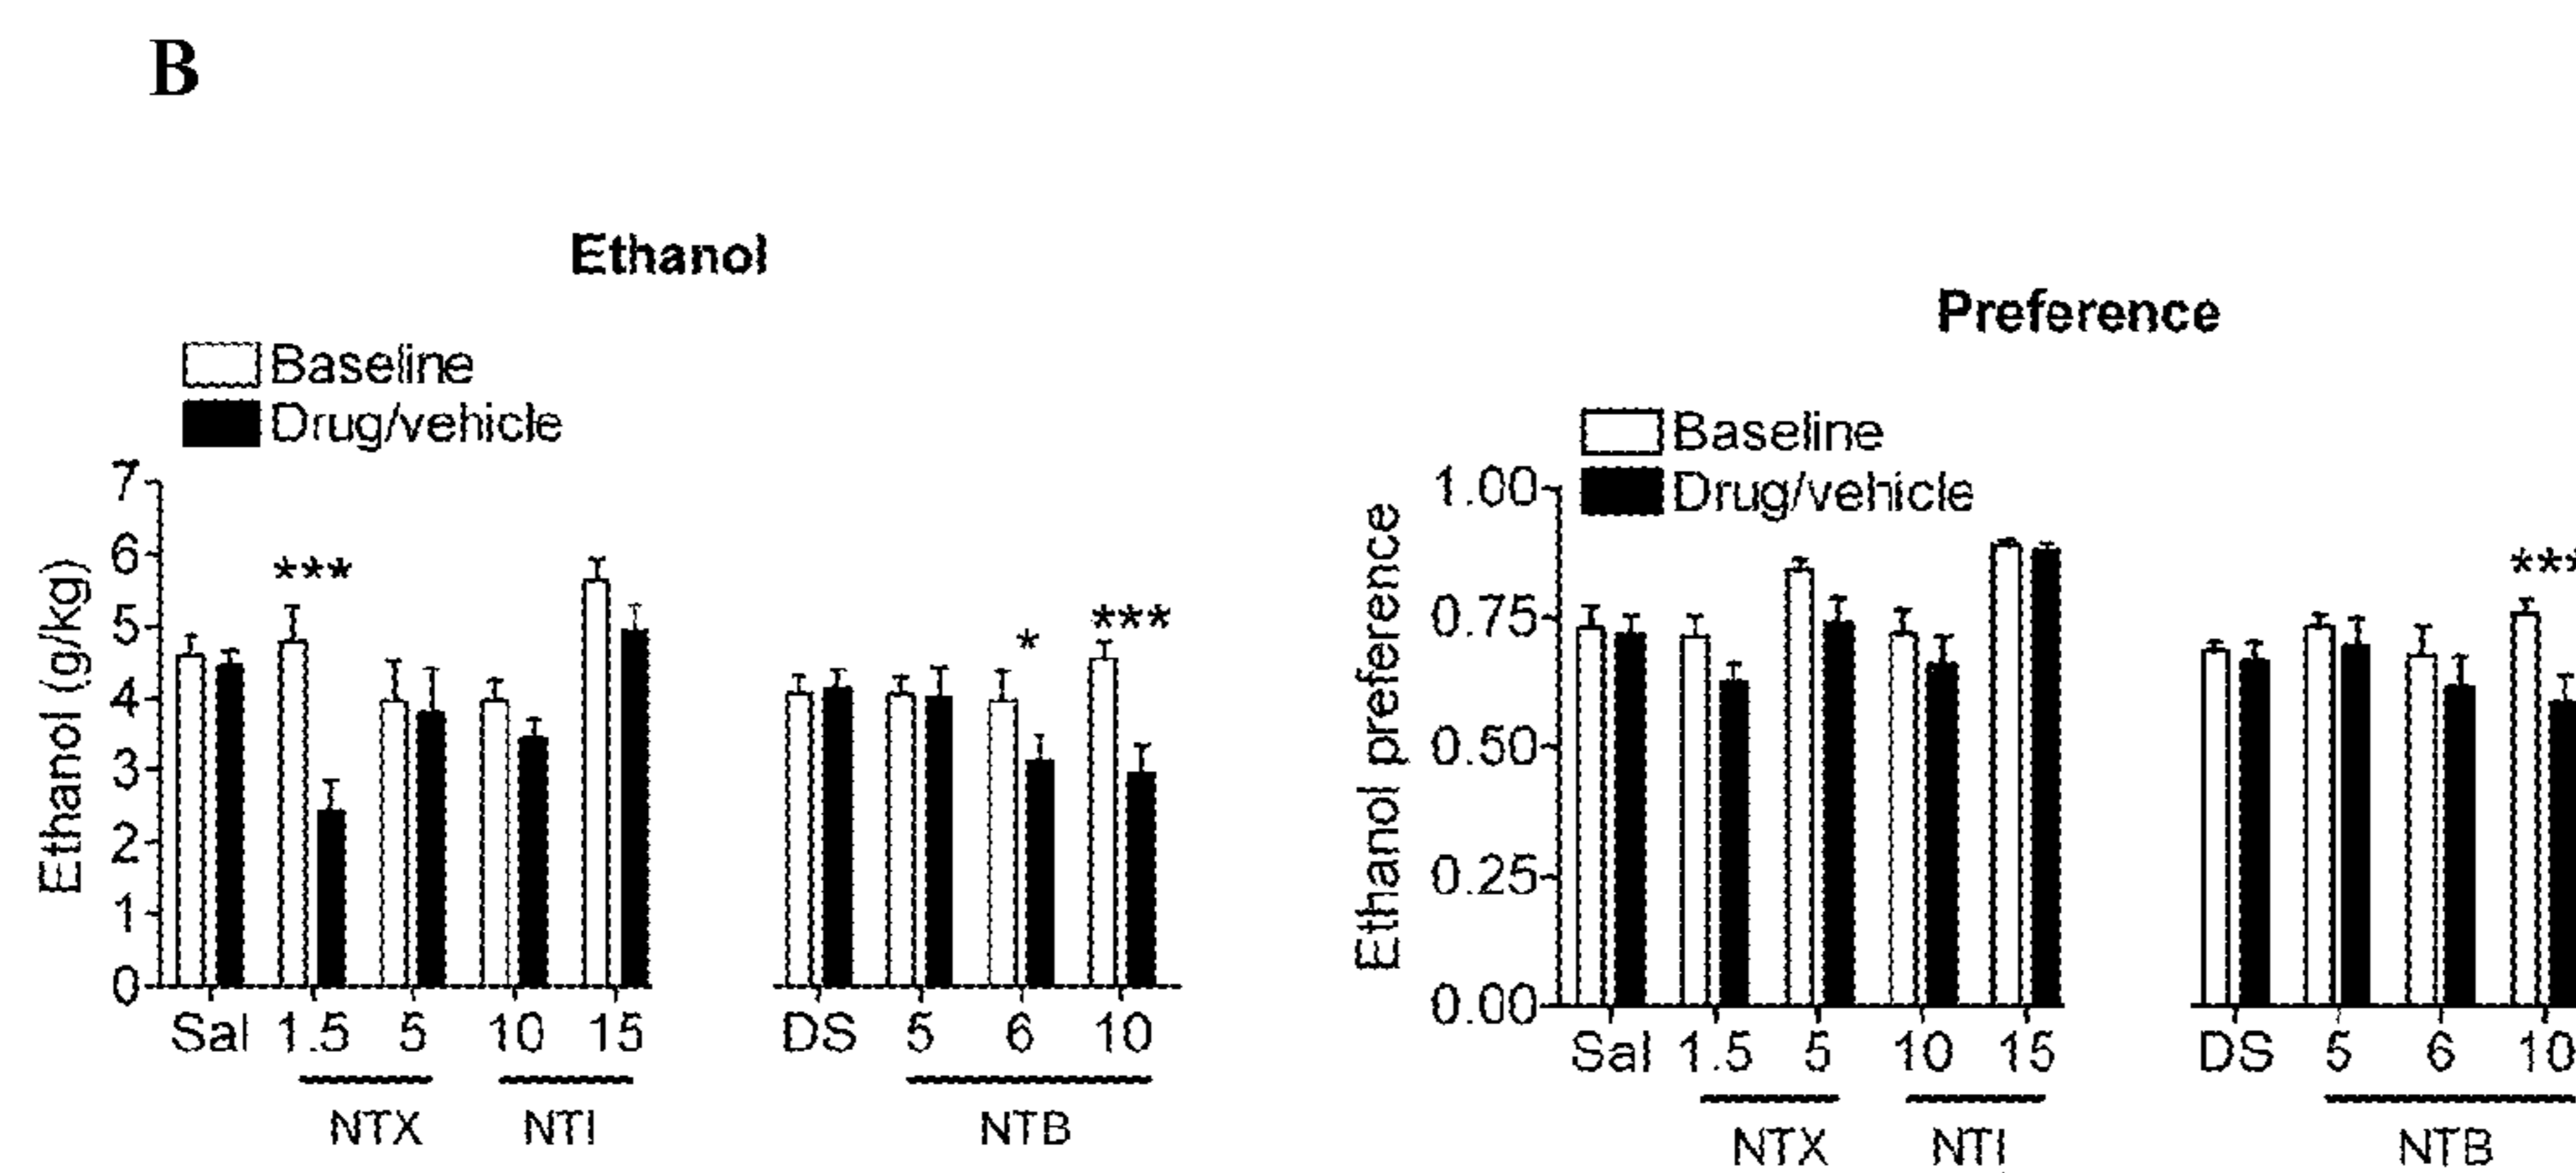 B
Ethanol
Baseline
Drug/vehicle
Ethanol (g/kg)
7
6
5
4
3
2
1
0
***
*
***
Sal 1.5 5 10 15 DS 5 6 10
NTX NTI NTB
Preference
Baseline
Drug/vehicle
Ethanol preference
1.00
0.75
0.50
0.25
0.00
***
Sal 1.5 5 10 15 DS 5 6 10
NTX NTI NTB